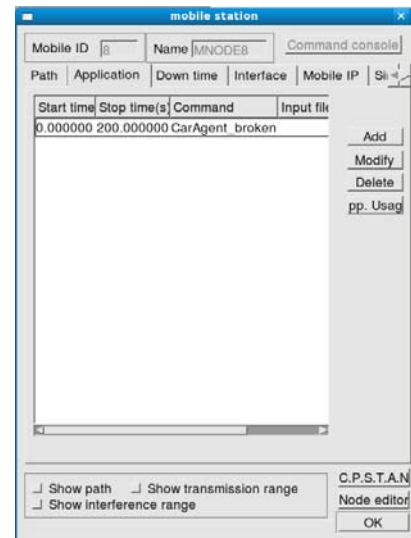 mobile station
Mobile ID 8 Name MNODE8 Command console
Path Application Down time Interface Mobile IP
Start time Stop time(s) Command Input file
0.000000 200.000000 CarAgent_broken
Add
Modify
Delete
pp. Usag
Show path Show transmission range
Show interference range
C.P.S.T.A.N
Node editor
OK